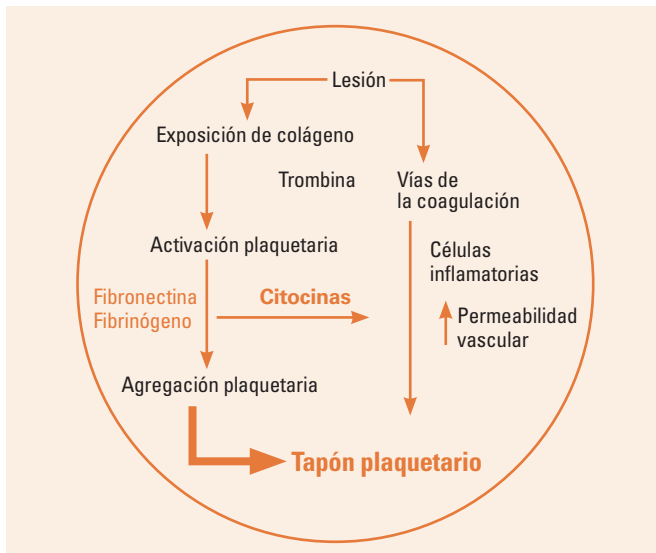 Lesión
Exposición de colágeno
Trombina
Vías de
la coagulación
Activación plaquetaria
Células
inflamatorias
Fibronectina
Fibrinógeno
Citocinas
Permeabilidad
vascular
Agregación plaquetaria
Tapón plaquetario